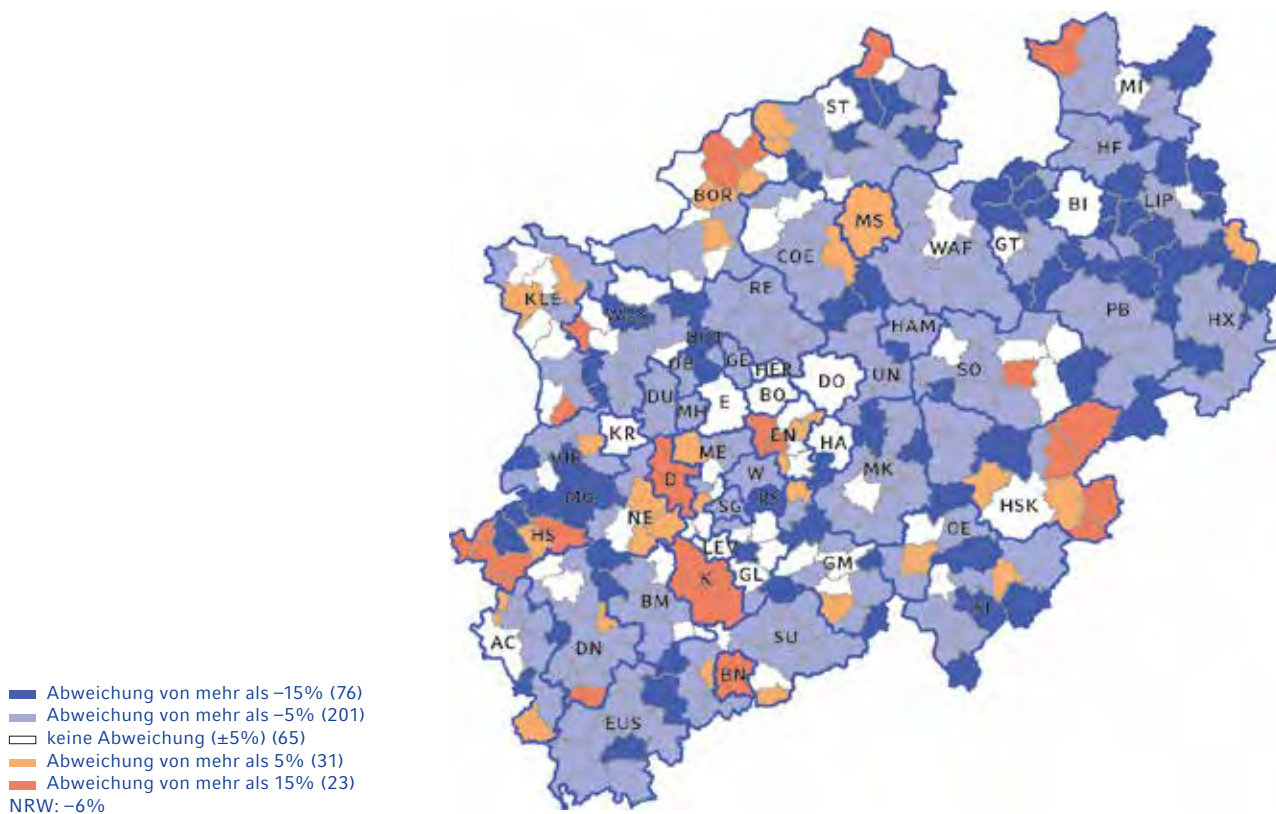 MI
ST
HF
BOR
BI
LIP
MS
WAF
GT
COE
RE
KLE
WES
PB
HX
HAM
BOT
OB
GE
HER
SO
UN
DO
DU
BO
E
MH
KR
EN
HA
VIE
ME
MK
D
W
MG
RS
SG
HSK
NE
OE
HS
LEV
GM
K
GL
BM
SI
SU
AC
DN
BN
EUS
Abweichung von mehr als –15% (76)
Abweichung von mehr als –5% (201)
keine Abweichung (±5%) (65)
Abweichung von mehr als 5% (31)
Abweichung von mehr als 15% (23)
NRW: –6%